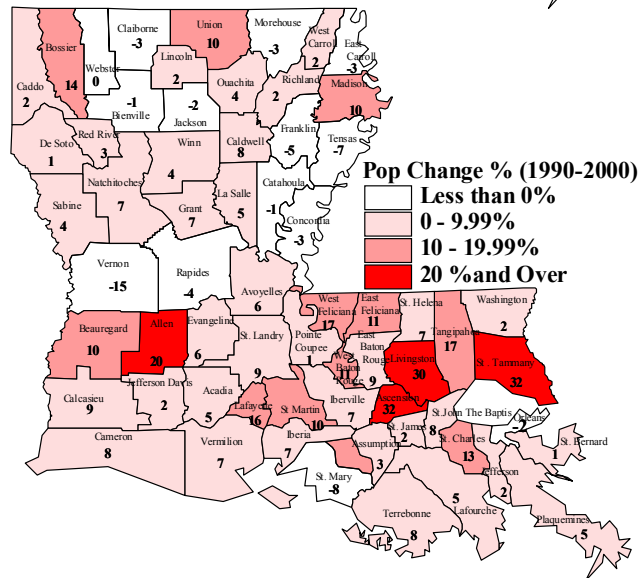 Claiborne
-3
Union
10
Morehouse
-3
West
Carroll
2
East
Carroll
-3
Bossier
14
Webster
0
Lincoln
2
Caddo
2
Ouachita
4
Richland
2
Madison
10
-1
Bienville
-2
Jackson
Franklin
-5
Tensas
-7
De Soto
1
Red River
3
Winn
4
Caldwell
8
Pop Change % (1990-2000)
Less than 0%
0 - 9.99%
10 - 19.99%
20 %and Over
Natchitoches
7
Sabine
4
Grant
7
La Salle
5
Catahoula
-1
Concordia
-3
Vernon
-15
Rapides
-4
Avoyelles
6
West
Feliciana
17
East
Feliciana
11
St. Helena
7
Tangipahoa
17
Washington
2
Beauregard
10
Allen
20
Evangeline
6
St. Landry
9
Pointe
Coupee
1
West
Baton
Rouge
11
East
Baton
Rouge
9
Livingston
30
St. Tammany
32
Calcasieu
9
Jefferson Davis
2
Acadia
5
Lafayette
16
St Martin
10
Iberville
7
Ascension
32
St. James
2
St.John The Baptis
8
Orleans
-2
St. Bernard
1
Cameron
8
Vermilion
7
Iberia
7
St. Mary
-8
Assumption
3
St. Charles
13
Jefferson
2
Terrebonne
8
5
Lafourche
Plaquemines
5